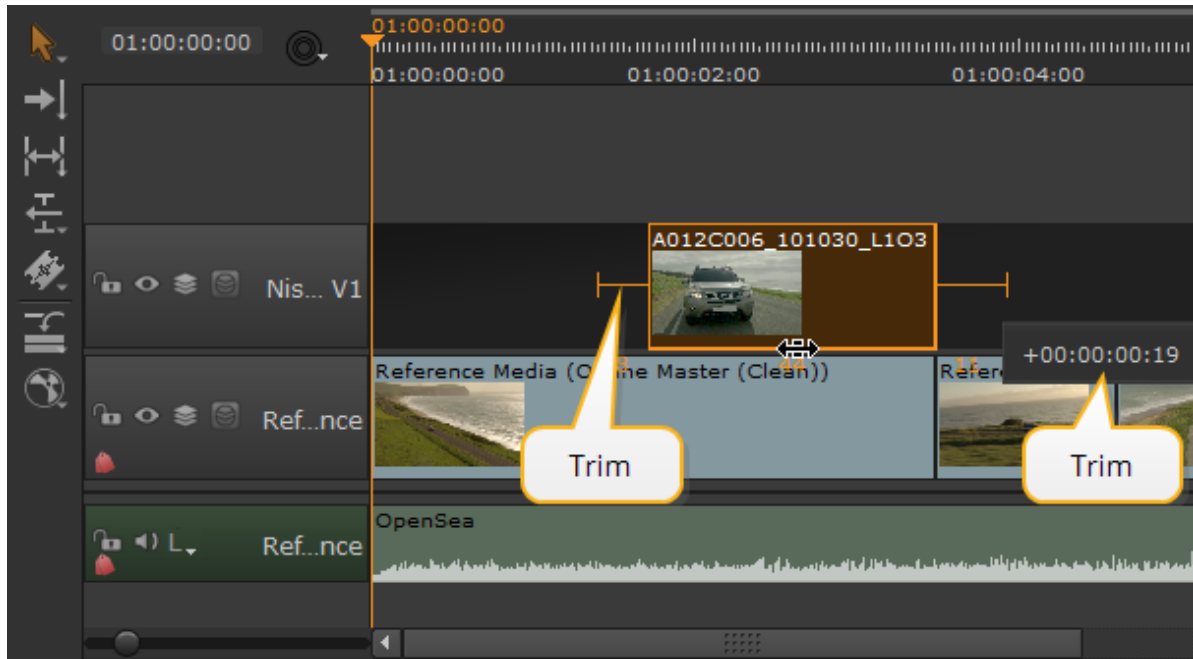 01:00:00:00
01:00:00:00
01:00:00:00 01:00:02:00 01:00:04:00
A012C006_101030_L1O3
Nis... V1
+00:00:00:19
44
Reference Media (O ne Master (Clean))
Refere
Ref...nce
Trim
Trim
OpenSea
L
Ref...nce